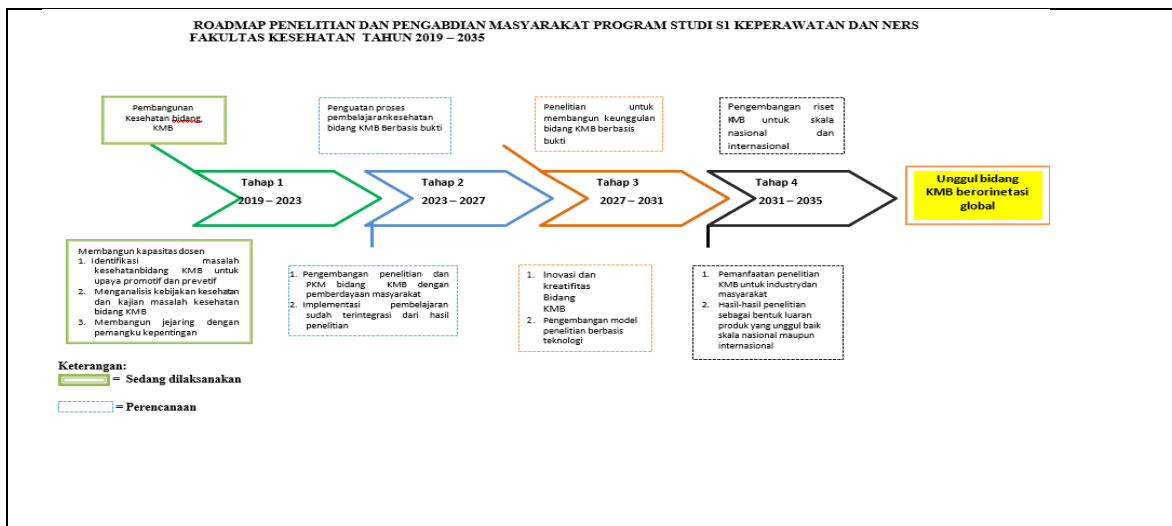 ROADMAP PENELITIAN DAN PENGABDIAN MASYARAKAT PROGRAM STUDI S1 KEPERAWATAN DAN NERS
FAKULTAS KESEHATAN TAHUN 2019 – 2035
Pembangunan
Kesehatan bidang
KMB
Penguatan proses
pembelajarankesehatan
bidang KMB Berbasis bukti
Penelitian untuk
membangun keunggulan
bidang KMB berbasis
bukti
Pengembangan riset
KMB untuk skala
nasional dan
internasional
Tahap 1
2019 – 2023
Tahap 2
2023 – 2027
Tahap 3
2027 – 2031
Tahap 4
2031 – 2035
Unggul bidang
KMB berorinetasi
global
Membangun kapasitas dosen
1. Identifikasi masalah
kesehatanbidang KMB untuk
upaya promotif dan prevetif
2. Menganalisis kebijakan kesehatan
dan kajian masalah kesehatan
bidang KMB
3. Membangun jejaring dengan
pemangku kepentingan
1. Pengembangan penelitian dan
PKM bidang KMB dengan
pemberdayaan masyarakat
2. Implementasi pembelajaran
sudah terintegrasi dari hasil
penelitian
1. Inovasi dan
kreatifitas
Bidang
KMB
2. Pengembangan model
penelitian berbasis
teknologi
1. Pemanfaatan penelitian
KMB untuk industrydan
masyarakat
2. Hasil-hasil penelitian
sebagai bentuk luaran
produk yang unggul baik
skala nasional maupun
internasional
Keterangan:
= Sedang dilaksanakan
= Perencanaan